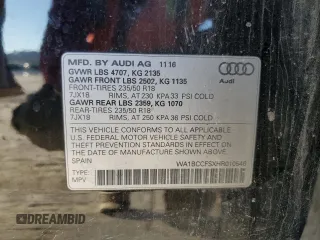 MFD. BY AUDI AG 11 16
GVWR LBS 4707, KG 2135
GAWR FRONT LBS 2502, KG 1135
FRONT-TIRES 235/50 R18
7JX18 RIMS, AT 230 KPA 33 PSI COLD
GAWR REAR LBS 2359, KG 1070
REAR-TIRES 235/50 R18
7JX18 RIMS, AT 250 KPA 36 PSI COLD
Audi
THIS VEHICLE CONFORMS TO ALL APPLICABLE
U.S. FEDERAL MOTOR VEHICLE SAFETY, BUMPER AND
THEFT PREVENTION STANDARDS IN EFFECT ON THE
DATE OF MANUFACTURE SHOWN ABOVE.
SPAIN
TYPE:
MPV
DREAMBID